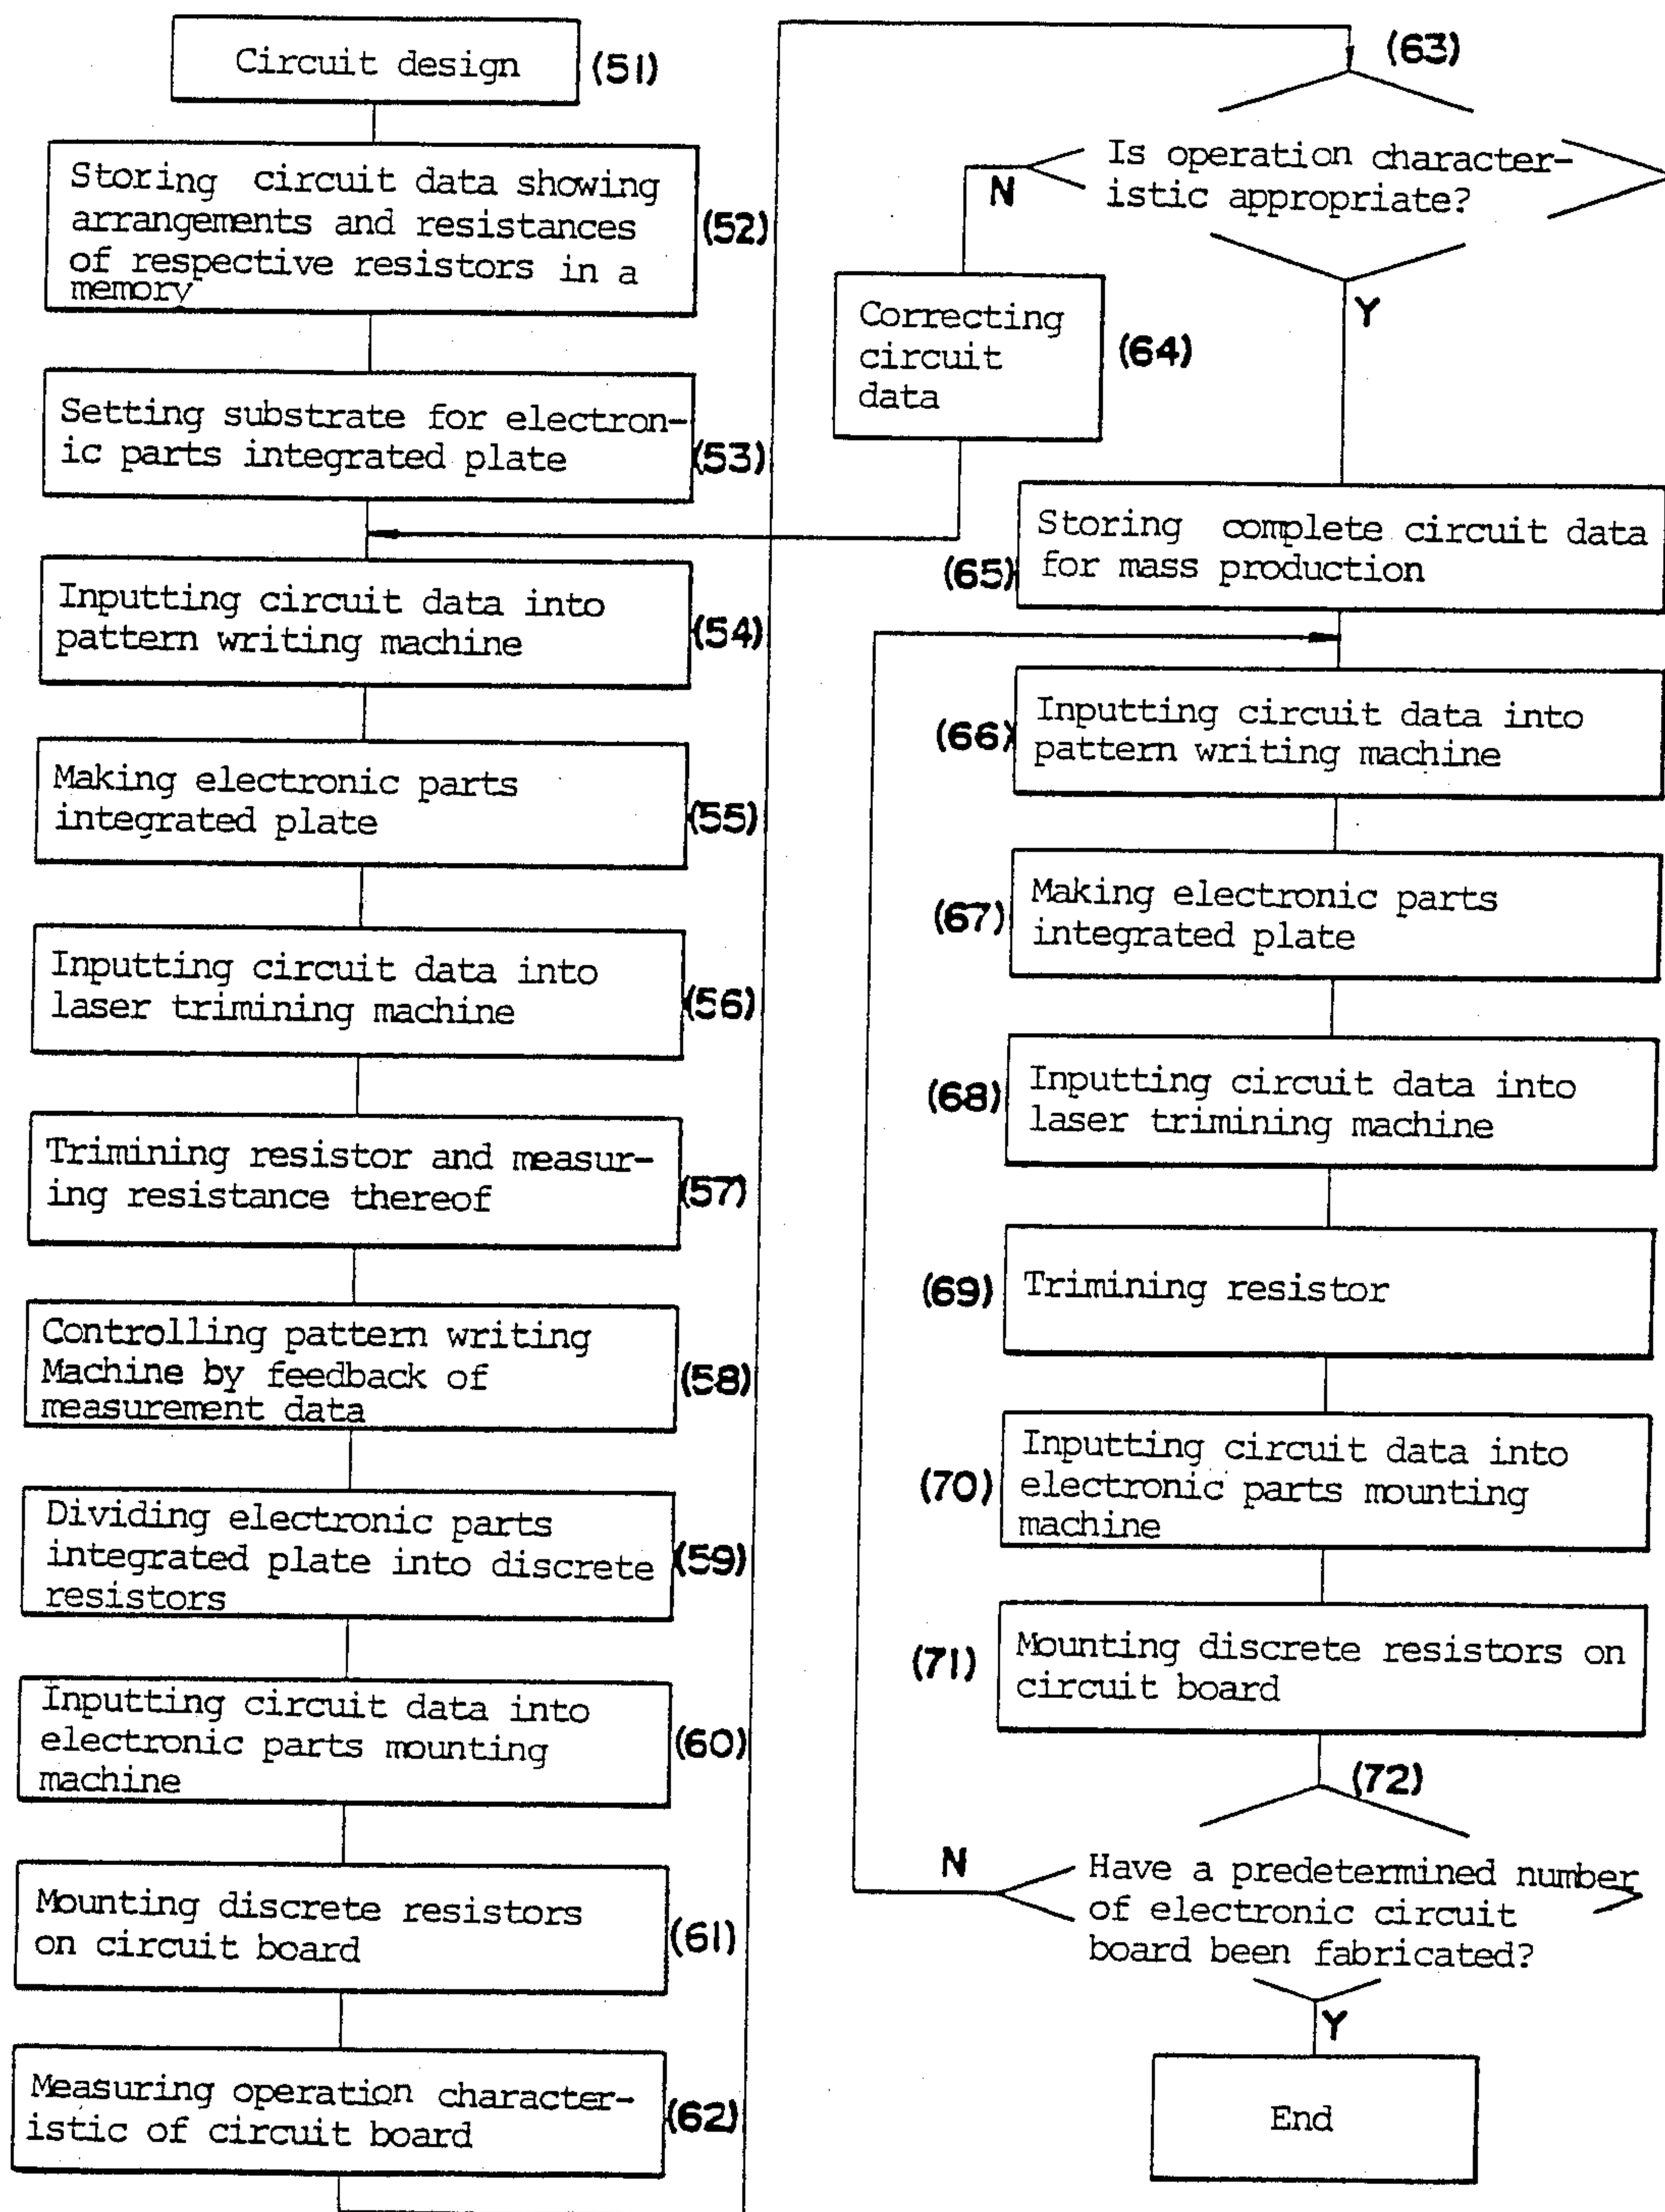 Circuit design
(51)
Storing circuit data showing
arrangements and resistances
of respective resistors in a
memory
(52)
Setting substrate for electron-
ic parts integrated plate
(53)
Inputting circuit data into
pattern writing machine
(54)
Making electronic parts
integrated plate
(55)
Inputting circuit data into
laser trimining machine
(56)
Trimining resistor and measur-
ing resistance thereof
(57)
Controlling pattern writing
Machine by feedback of
measurement data
(58)
Dividing electronic parts
integrated plate into discrete
resistors
(59)
Inputting circuit data into
electronic parts mounting
machine
(60)
Mounting discrete resistors
on circuit board
(61)
Measuring operation character-
istic of circuit board
(62)
(63)
Is operation character-
istic appropriate?
N
Y
Correcting
circuit
data
(64)
Storing complete circuit data
for mass production
(65)
Inputting circuit data into
pattern writing machine
(66)
Making electronic parts
integrated plate
(67)
Inputting circuit data into
laser trimining machine
(68)
Trimining resistor
(69)
Inputting circuit data into
electronic parts mounting
machine
(70)
Mounting discrete resistors on
circuit board
(71)
(72)
Have a predetermined number
of electronic circuit
board been fabricated?
N
Y
End